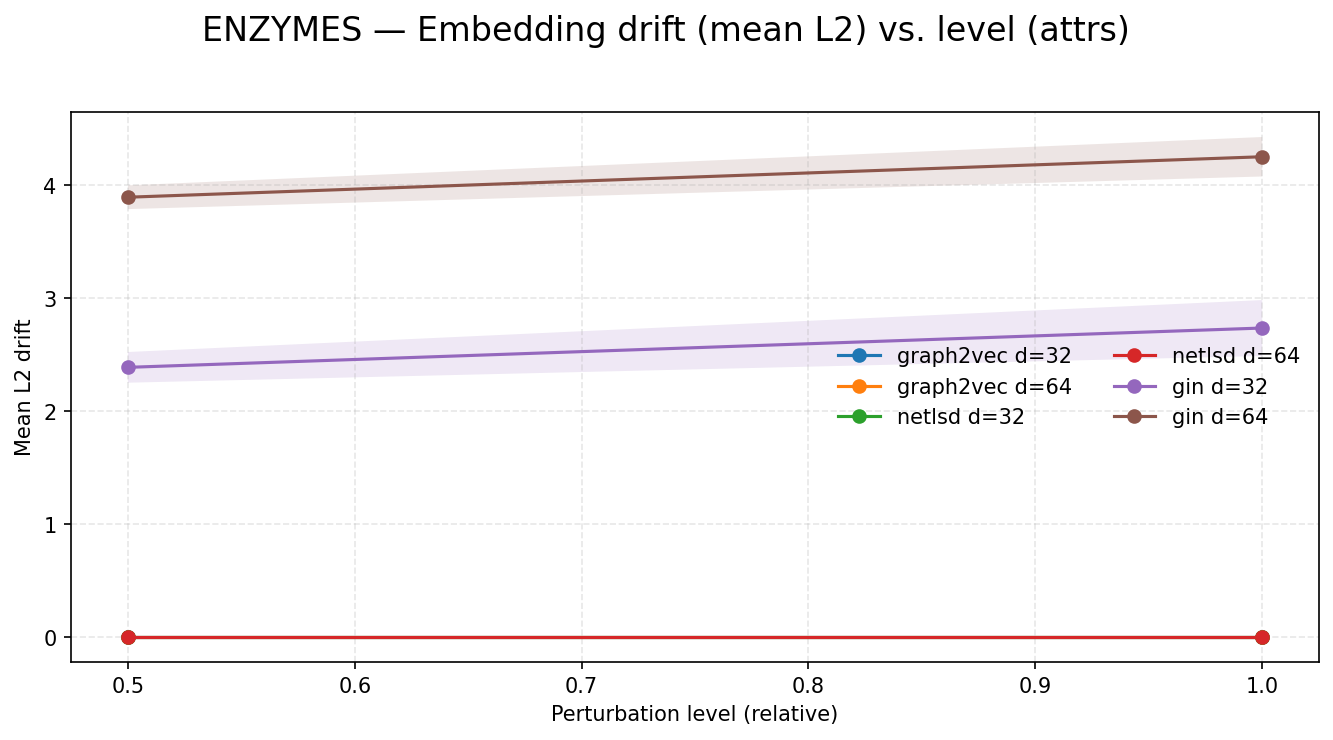 ENZYMES — Embedding drift (mean L2) vs. level (attrs)
Mean L2 drift
4
3
2
1
0
graph2vec d=32
graph2vec d=64
netlsd d=32
netlsd d=64
gin d=32
gin d=64
0.5 0.6 0.7 0.8 0.9 1.0
Perturbation level (relative)